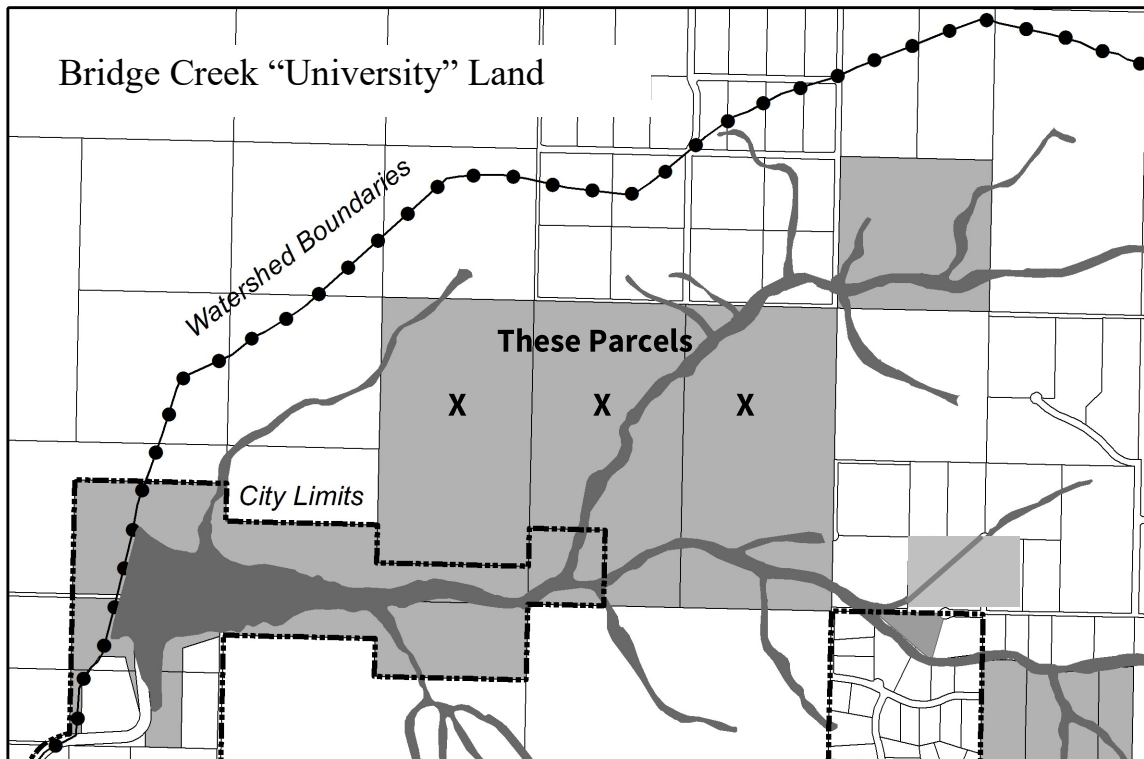 Bridge Creek “University” Land
Watershed Boundaries
These Parcels
X X X
City Limits